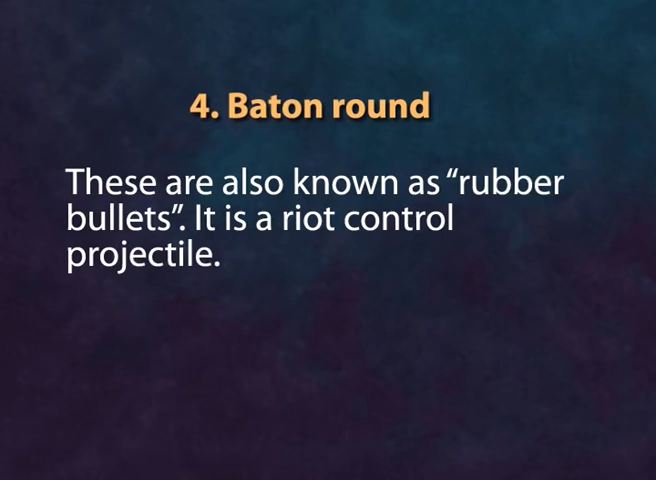 4. Baton round
These are also known as “rubber
bullets”. It is a riot control
projectile.